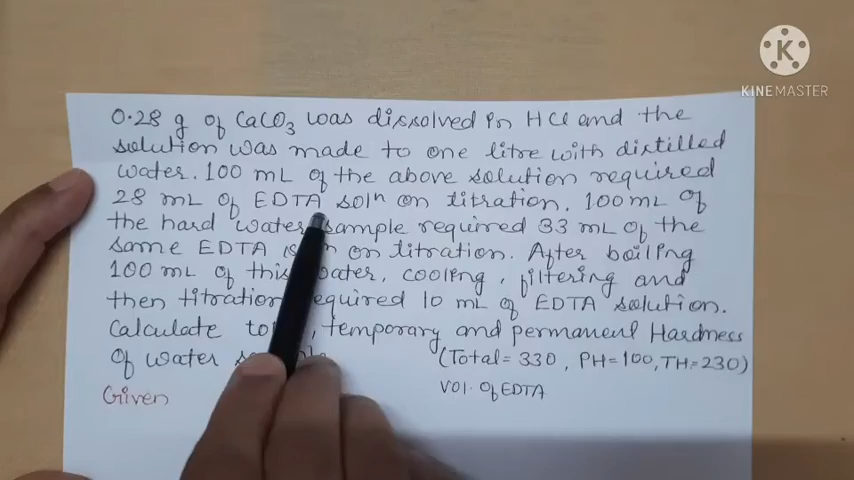 K
KINEMASTER
0.28 g of CaCO3 was dissolved in HCl and the
solution was made to one litre with distilled
water. 100 mL of the above solution required
28 mL of EDTA solⁿ on titration. 100 mL of
the hard water sample required 33 mL of the
same EDTA on titration. After boiling
100 mL of this water, cooling, filtering and
then titration required 10 mL of EDTA solution.
Calculate temporary and permanent Hardness
of water (Total = 330, PH = 100, TH = 230)
Given Vol. of EDTA